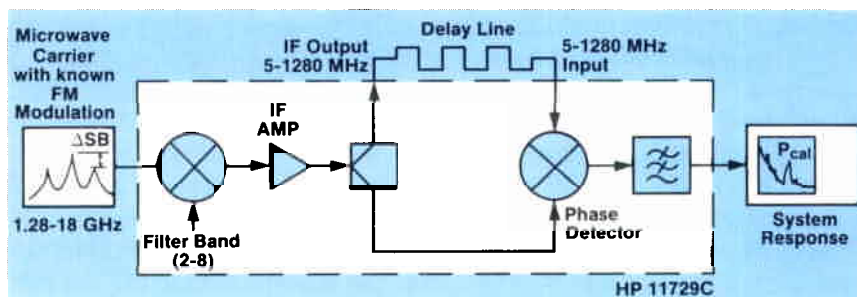 Microwave
Carrier
with known
FM
Modulation
ΔSB
1.28-18 GHz
IF Output
5-1280 MHz
Delay Line
5-1280 MHz
Input
IF
AMP
Filter Band
(2-8)
Phase
Detector
Pcal
System
Response
HP 11729C